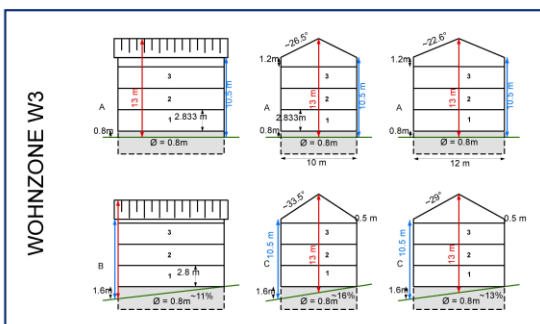 WOHNZONE W3
3
2
1
A
13 m
10.5 m
2.833 m
0.8m
Ø = 0.8m
~26.5°
1.2m
3
2
1
A
13 m
10.5 m
2.833m
0.8m
Ø = 0.8m
10 m
~22.6°
1.2m
3
2
1
A
13 m
10.5 m
0.8m
Ø = 0.8m
12 m
3
2
1
B
13 m
10.5 m
2.8 m
1.6m
~11%
Ø = 0.8m
~33.5°
0.5 m
3
2
1
C
13 m
10.5 m
1.6m
~16%
Ø = 0.8m
~29°
0.5 m
3
2
1
C
13 m
10.5 m
1.6m
~13%
Ø = 0.8m